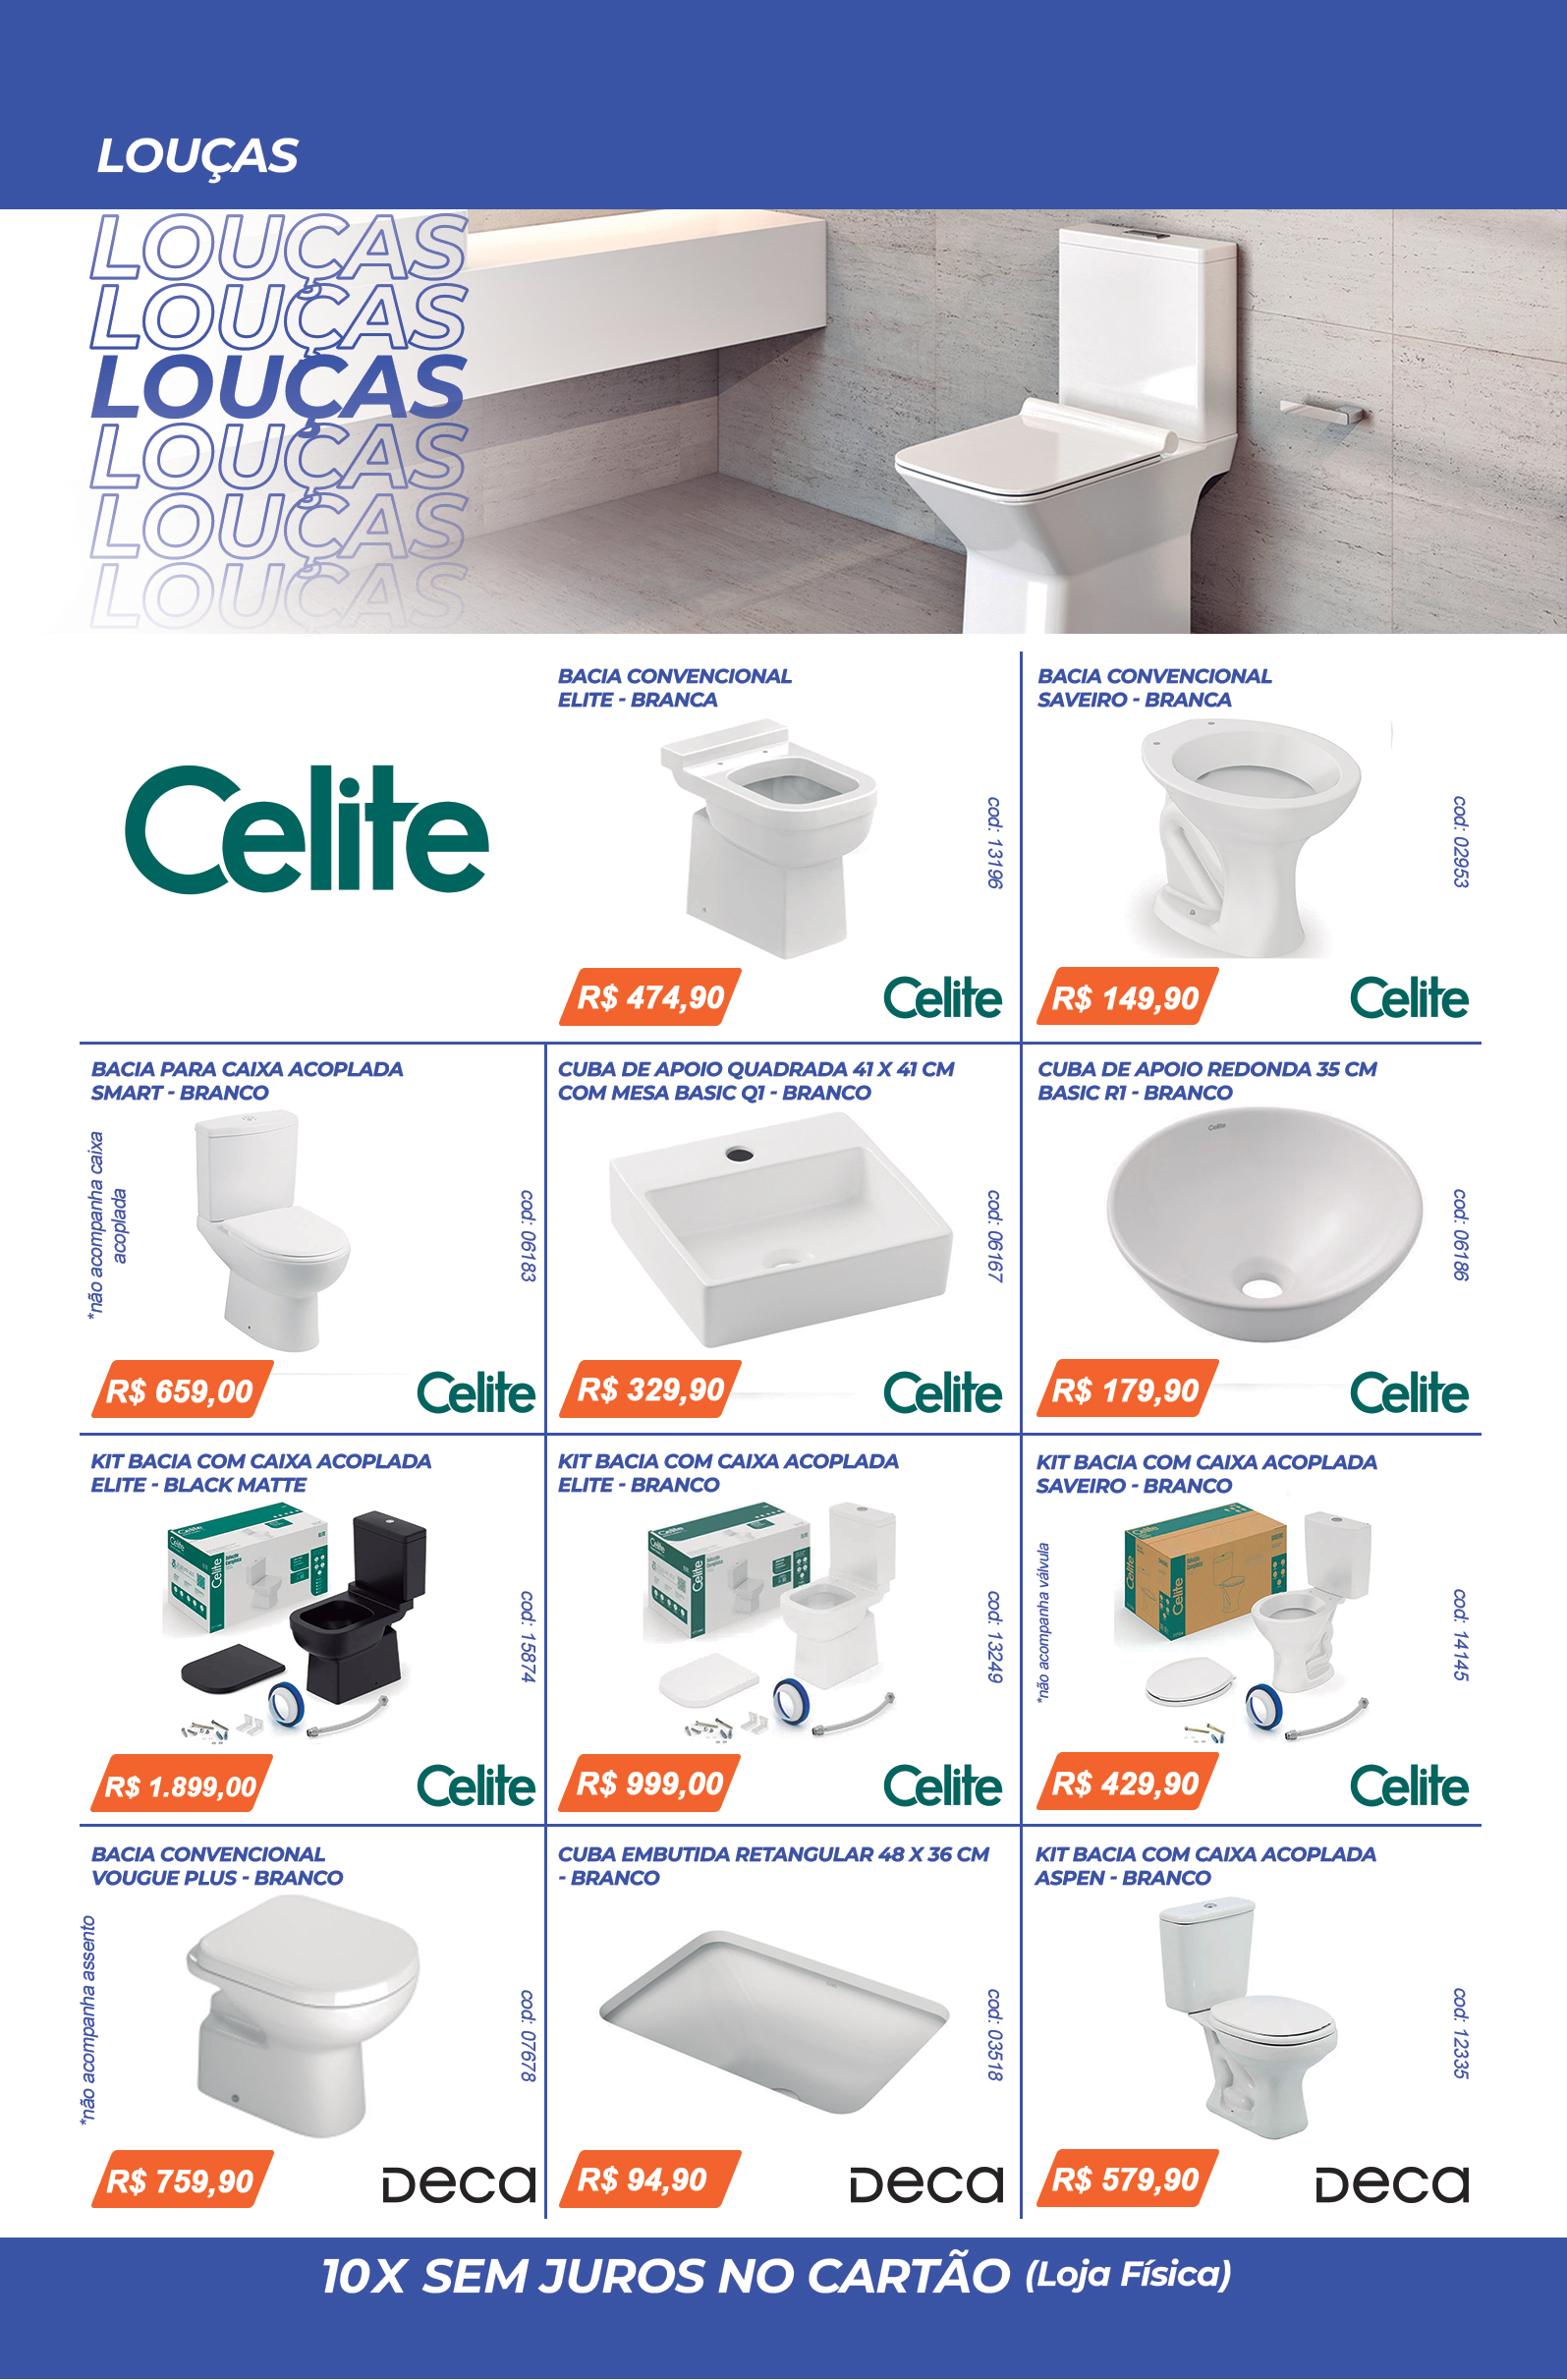 LOUÇAS
LOUÇAS
LOUÇAS
LOUÇAS
LOUÇAS
LOUÇAS
LOUÇAS
Celite
BACIA CONVENCIONAL
ELITE - BRANCA
cod: 13196
R$ 474,90
Celite
BACIA CONVENCIONAL
SAVEIRO - BRANCA
cod: 02953
R$ 149,90
Celite
BACIA PARA CAIXA ACOPLADA
SMART - BRANCO
*não acompanha caixa
acoplada
cod: 06183
R$ 659,00
Celite
CUBA DE APOIO QUADRADA 41 X 41 CM
COM MESA BASIC Q1 - BRANCO
cod: 06167
R$ 329,90
Celite
CUBA DE APOIO REDONDA 35 CM
BASIC R1 - BRANCO
Celite
cod: 06186
R$ 179,90
Celite
KIT BACIA COM CAIXA ACOPLADA
ELITE - BLACK MATTE
Celite
Celite
cod: 15874
R$ 1.899,00
Celite
KIT BACIA COM CAIXA ACOPLADA
ELITE - BRANCO
Celite
Celite
cod: 13249
R$ 999,00
Celite
KIT BACIA COM CAIXA ACOPLADA
SAVEIRO - BRANCO
*não acompanha válvula
Celite
Celite
Celite
cod: 14145
R$ 429,90
Celite
BACIA CONVENCIONAL
VOUGUE PLUS - BRANCO
*não acompanha assento
cod: 07678
R$ 759,90
Deca
CUBA EMBUTIDA RETANGULAR 48 X 36 CM
- BRANCO
cod: 03518
R$ 94,90
Deca
KIT BACIA COM CAIXA ACOPLADA
ASPEN - BRANCO
cod: 12335
R$ 579,90
Deca
10X SEM JUROS NO CARTÃO (Loja Física)